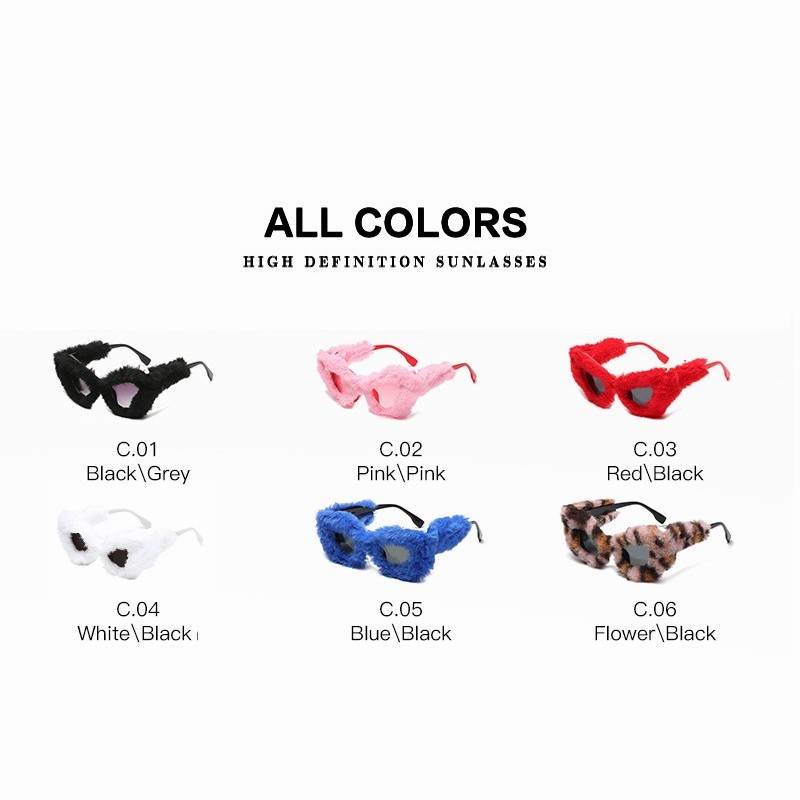 ALL COLORS
HIGH DEFINITION SUNLASSES
C.01
Black\Grey
C.02
Pink\Pink
C.03
Red\Black
C.04
White\Black
C.05
Blue\Black
C.06
Flower\Black